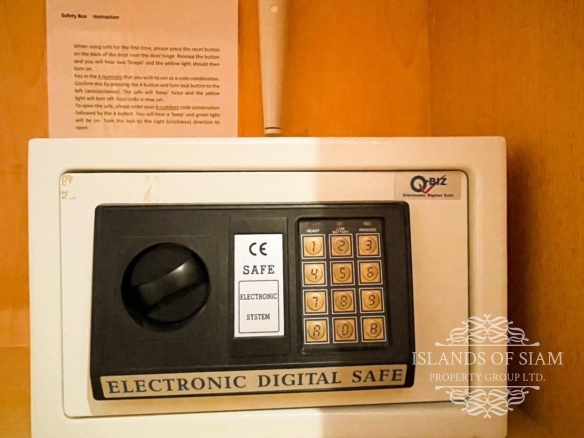 Safety Box Instruction
When using safe for the first time, please press the reset button
on the back of the door near the door hinge. Release the button
and you will hear two 'beeps' and the yellow light should then
turn on.
Key in the 4 numbers that you wish to use as a code combination.
Confirm this by pressing the A button and turn lock button to the
left (anticlockwise). The safe will 'beep' twice and the yellow
light will turn off. Your code is now set.
To open the safe, please enter your 4 numbers code combination
followed by the A button. You will hear a 'beep' and green light
will be on. Turn the lock to the right (clockwise) direction to
open.
Q-BIZ
Electronic Digital Safe
CE
SAFE
ELECTRONIC
SYSTEM
READY LOW BATTERY PROCEED
1 2 3
4 5 6
7 8 9
A 0 B
ELECTRONIC DIGITAL SAFE
ISLANDS OF SIAM
PROPERTY GROUP LTD.